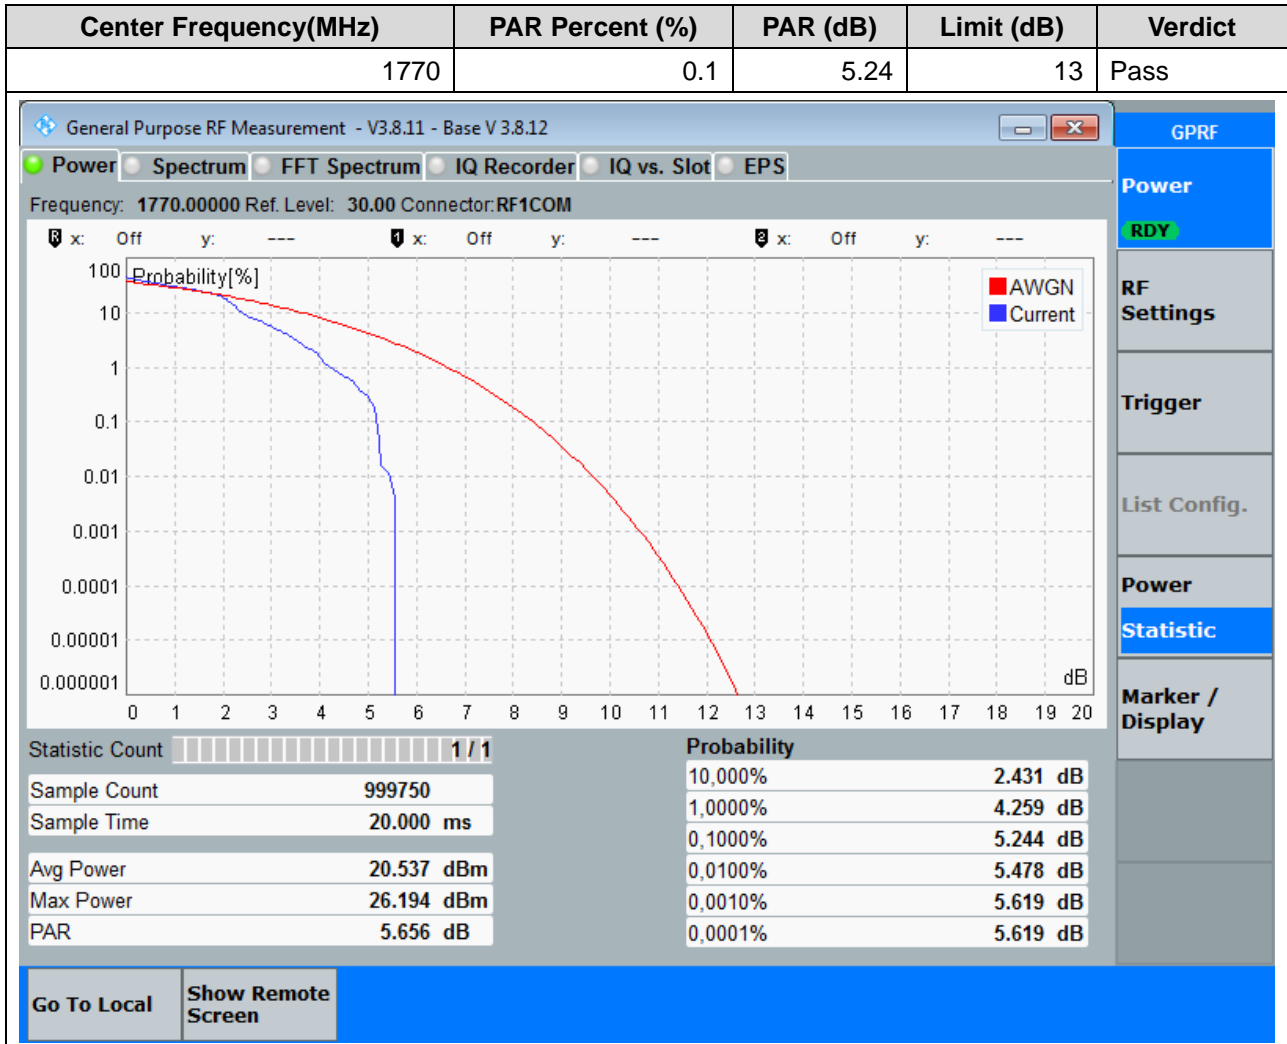 Center Frequency(MHz) PAR Percent (%) PAR (dB) Limit (dB) Verdict
1770 0.1 5.24 13 Pass
General Purpose RF Measurement - V3.8.11 - Base V 3.8.12
GPRF
Power Spectrum FFT Spectrum IQ Recorder IQ vs. Slot EPS
Power
RDY
Frequency: 1770.00000 Ref. Level: 30.00 Connector:RF1COM
R x: Off y: --- 1 x: Off y: --- 2 x: Off y: ---
Probability[%]
100
10
1
0.1
0.01
0.001
0.0001
0.00001
0.000001
AWGN
Current
dB
0 1 2 3 4 5 6 7 8 9 10 11 12 13 14 15 16 17 18 19 20
RF
Settings
Trigger
List Config.
Power
Statistic
Marker /
Display
Statistic Count 1 / 1
Sample Count 999750
Sample Time 20.000 ms
Avg Power 20.537 dBm
Max Power 26.194 dBm
PAR 5.656 dB
Probability
10,000% 2.431 dB
1,0000% 4.259 dB
0,1000% 5.244 dB
0,0100% 5.478 dB
0,0010% 5.619 dB
0,0001% 5.619 dB
Go To Local
Show Remote
Screen